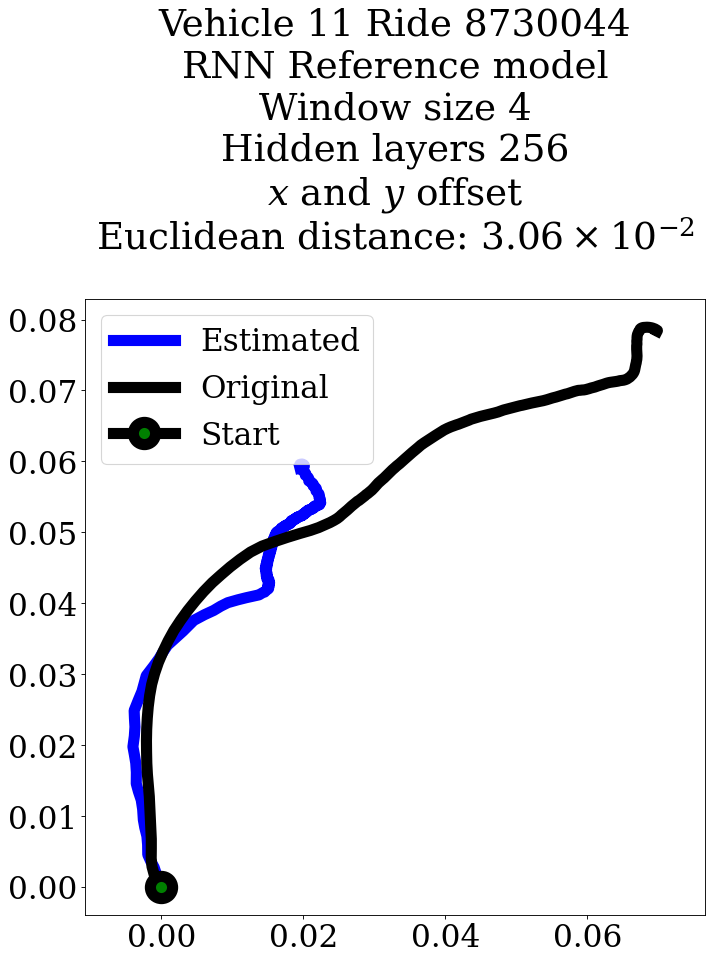 Vehicle 11 Ride 8730044
RNN Reference model
Window size 4
Hidden layers 256
x and y offset
Euclidean distance: 3.06 × 10⁻²
0.08
0.07
0.06
0.05
0.04
0.03
0.02
0.01
0.00
Estimated
Original
Start
0.00 0.02 0.04 0.06